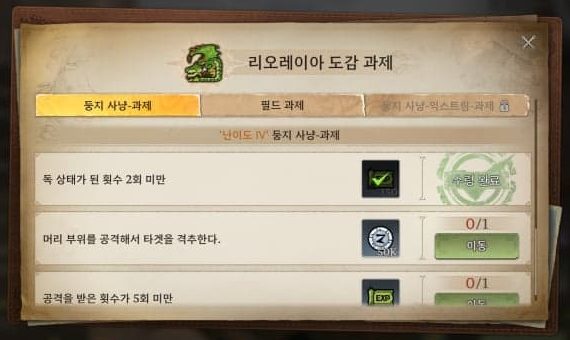 리오레이아 도감 과제
둥지 사냥-과제
필드 과제
둥지 사냥-익스트림-과제
'난이도 IV' 둥지 사냥-과제
독 상태가 된 횟수 2회 미만
수령 완료
머리 부위를 공격해서 타겟을 격추한다.
50K
0/1
이동
공격을 받은 횟수가 5회 미만
EXP
0/1
이동